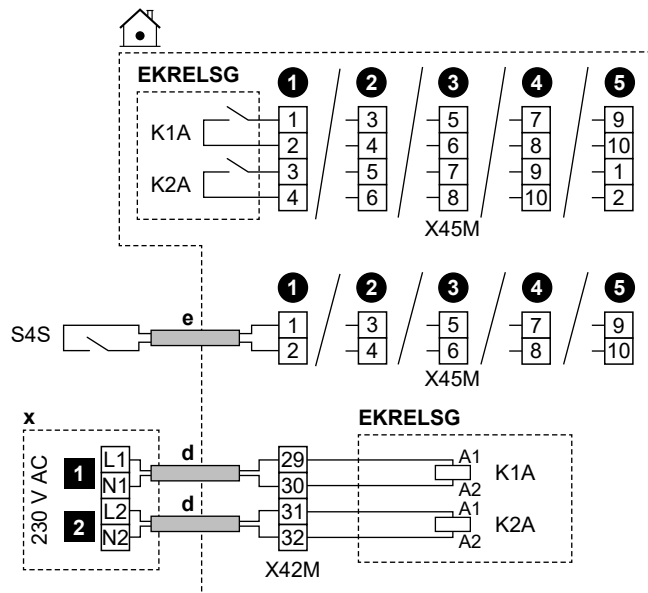 EKRELSG 1 2 3 4 5
K1A 1 3 5 7 9
2 4 6 8 10
K2A 3 5 7 9 1
4 6 8 10 2
X45M
1 2 3 4 5
S4S e 1 3 5 7 9
2 4 6 8 10
X45M
x EKRELSG
230 V AC 1 L1 d 29 A1 K1A
N1 30 A2
2 L2 d 31 A1 K2A
N2 32 A2
X42M